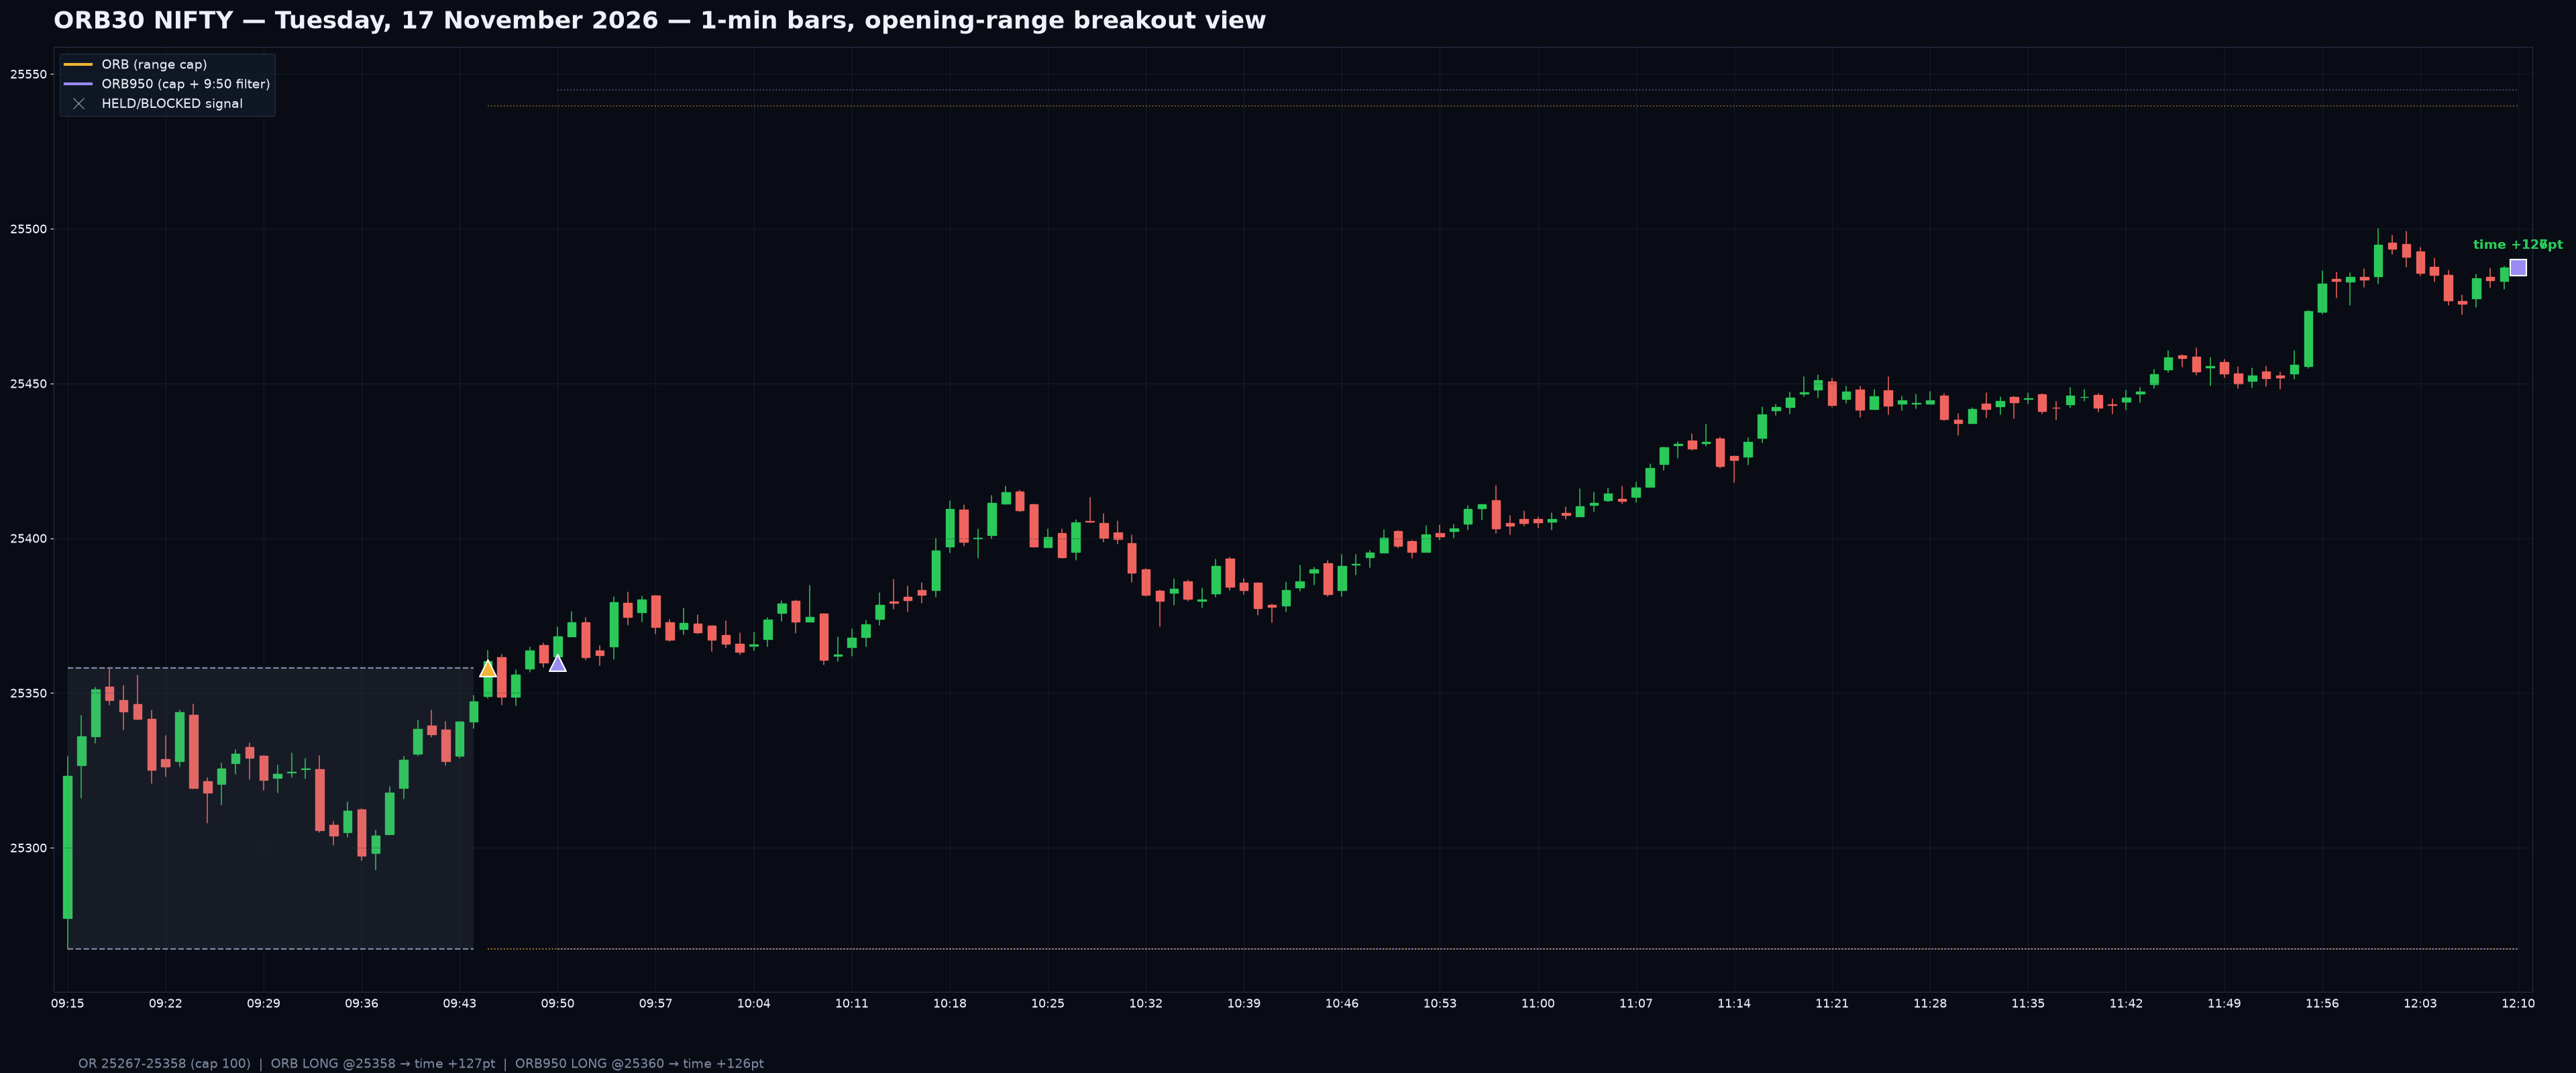 ORB30 NIFTY — Tuesday, 17 November 2026 — 1-min bars, opening-range breakout view
ORB (range cap)
ORB950 (cap + 9:50 filter)
HELD/BLOCKED signal
25550
25500
25450
25400
25350
25300
time +126pt
09:15 09:22 09:29 09:36 09:43 09:50 09:57 10:04 10:11 10:18 10:25 10:32 10:39 10:46 10:53 11:00 11:07 11:14 11:21 11:28 11:35 11:42 11:49 11:56 12:03 12:10
OR 25267-25358 (cap 100) | ORB LONG @25358 → time +127pt | ORB950 LONG @25360 → time +126pt